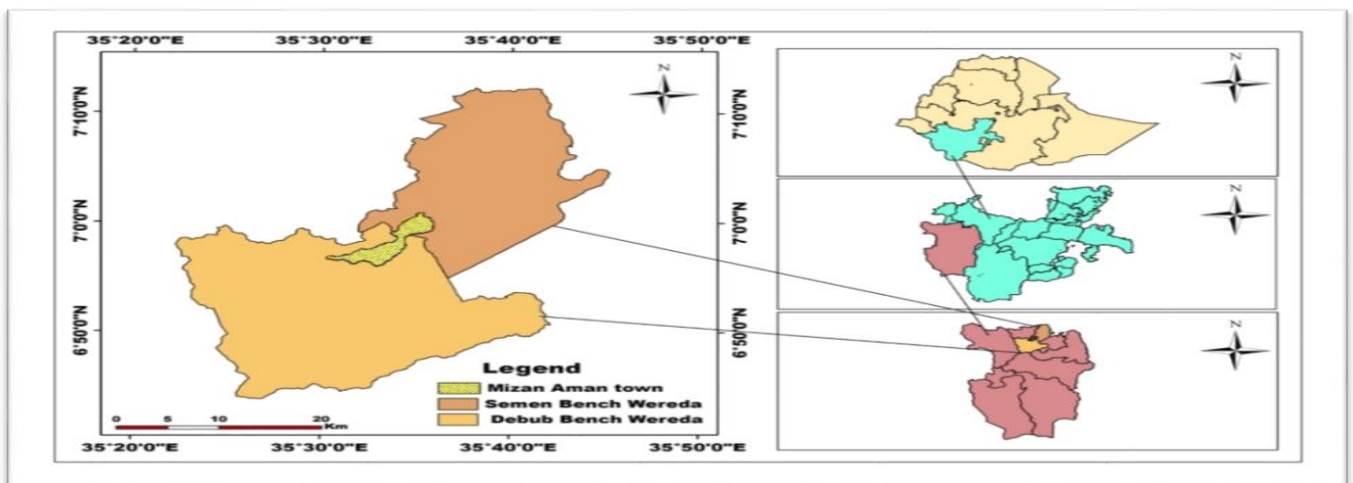 35°20'0"E 35°30'0"E 35°40'0"E 35°50'0"E
N
N
N
N
7°10'0"N
7°0'0"N
6°50'0"N
7°10'0"N
7°0'0"N
6°50'0"N
Legend
Mizan Aman town
Semen Bench Wereda
Debub Bench Wereda
0 5 10 20
Km
35°20'0"E 35°30'0"E 35°40'0"E 35°50'0"E